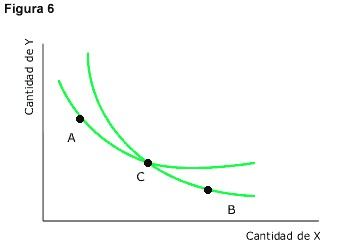 Figura 6
Cantidad de Y
A
C
B
Cantidad de X